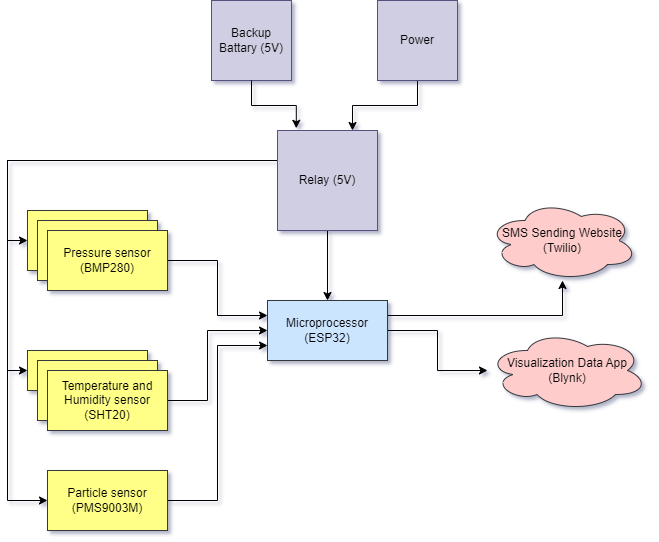 Backup
Battary (5V)
Power
Relay (5V)
Pressure sensor
(BMP280)
SMS Sending Website
(Twilio)
Microprocessor
(ESP32)
Visualization Data App
(Blynk)
Temperature and
Humidity sensor
(SHT20)
Particle sensor
(PMS9003M)